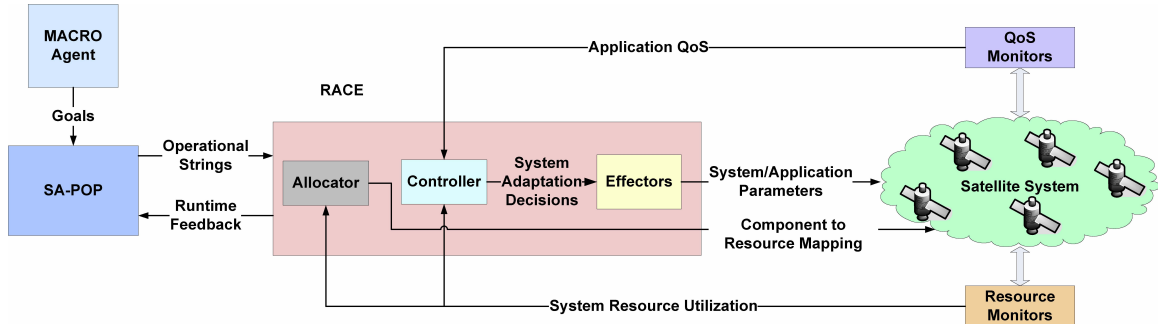 MACRO
Agent
Goals
SA-POP
Operational
Strings
Runtime
Feedback
RACE
Allocator
Controller
System
Adaptation
Decisions
Effectors
Application QoS
QoS
Monitors
System/Application
Parameters
Component to
Resource Mapping
Satellite System
System Resource Utilization
Resource
Monitors